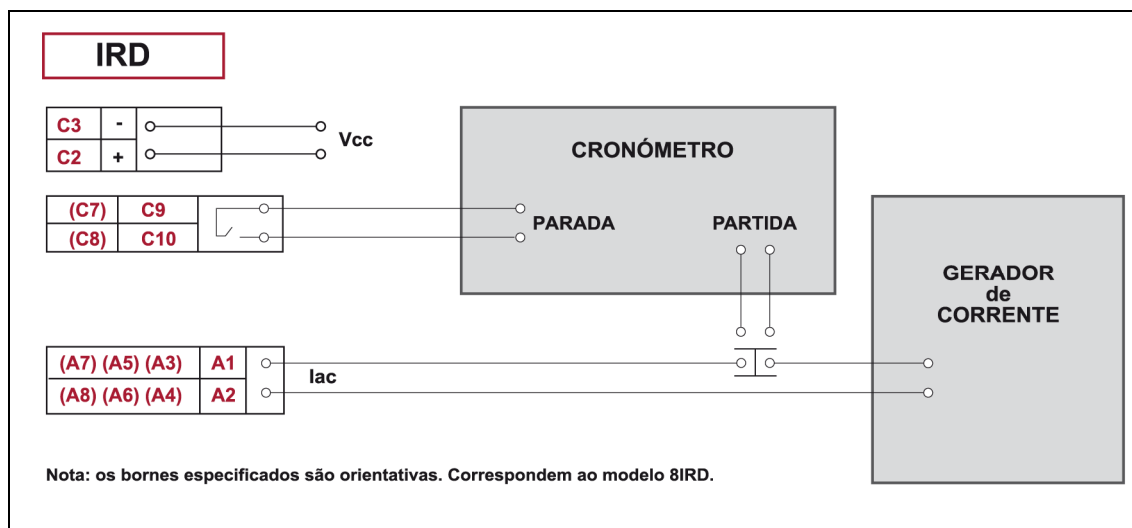 IRD
C3 -
C2 +
Vcc
(C7) C9
(C8) C10
CRONÓMETRO
PARADA
PARTIDA
GERADOR
de
CORRENTE
(A7) (A5) (A3) A1
(A8) (A6) (A4) A2
Iac
Nota: os bornes especificados são orientativas. Correspondem ao modelo 8IRD.